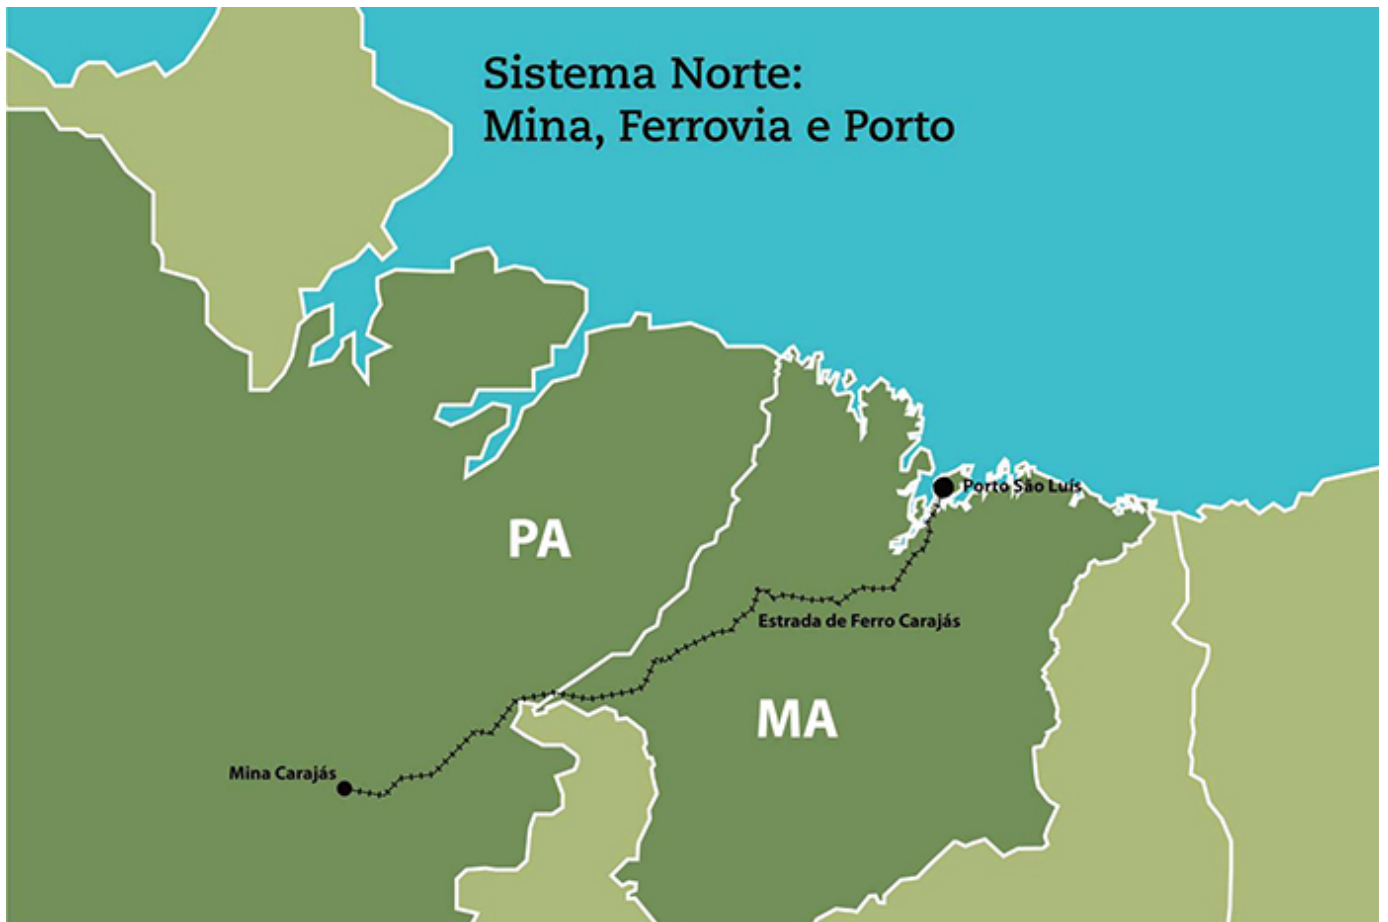 Sistema Norte:
Mina, Ferrovia e Porto
Porto São Luís
PA
Estrada de Ferro Carajás
MA
Mina Carajás